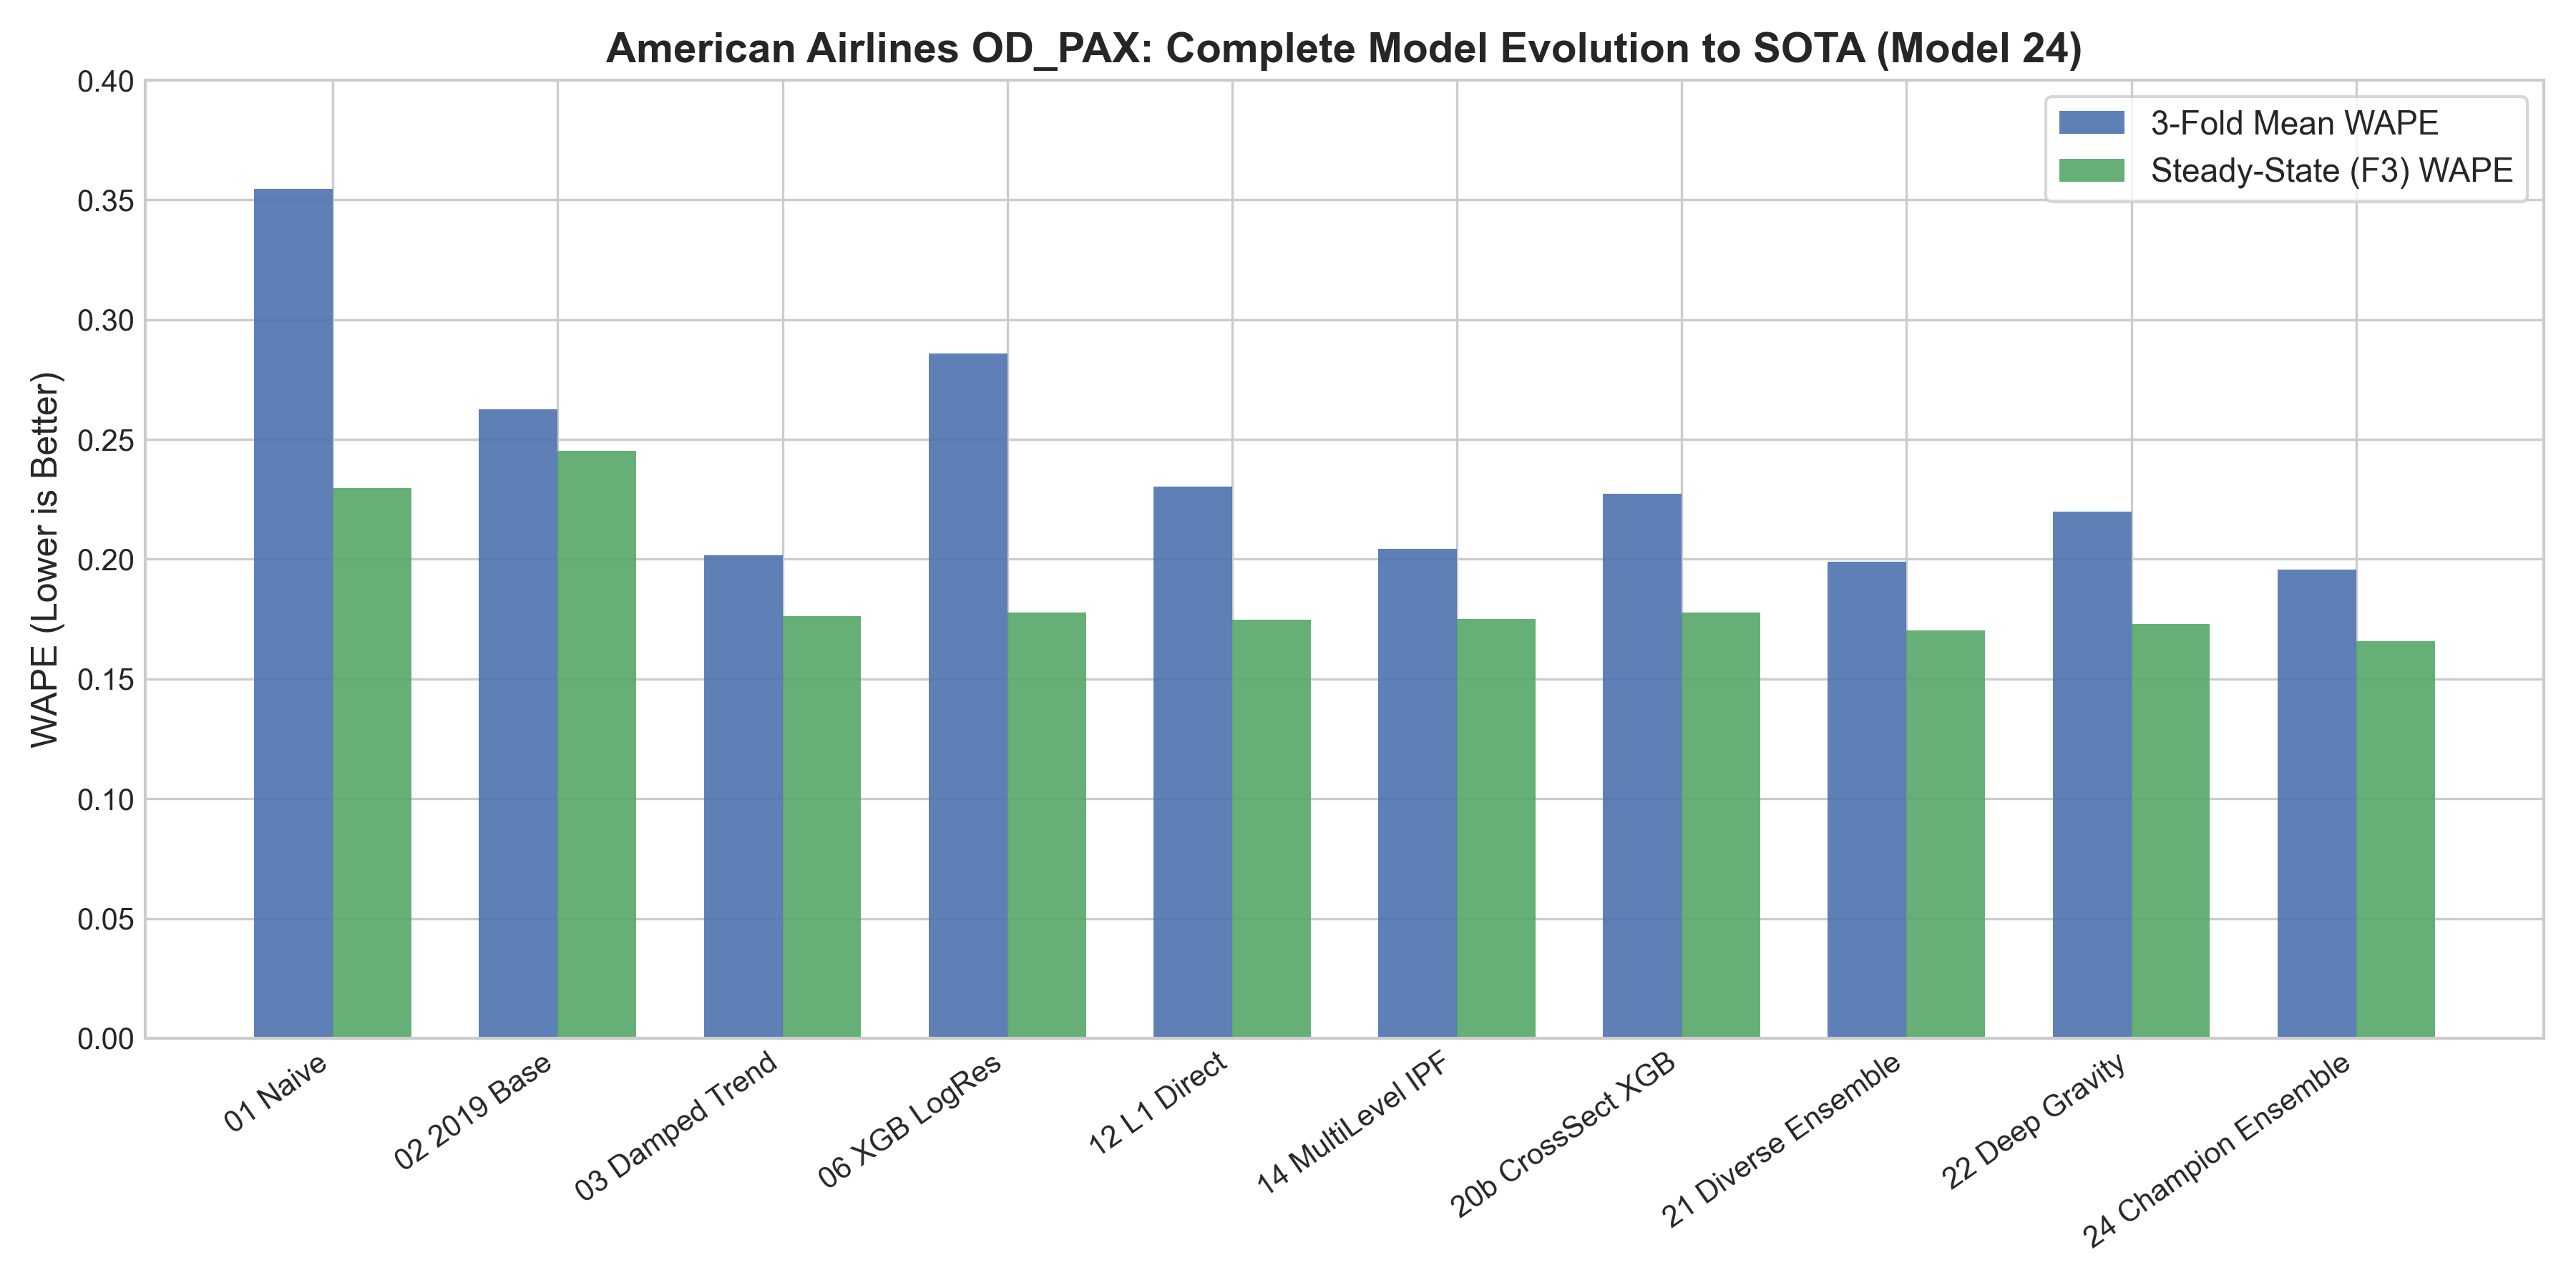 American Airlines OD_PAX: Complete Model Evolution to SOTA (Model 24)
3-Fold Mean WAPE
Steady-State (F3) WAPE
WAPE (Lower is Better)
0.40
0.35
0.30
0.25
0.20
0.15
0.10
0.05
0.00
01 Naive
02 2019 Base
03 Damped Trend
06 XGB LogRes
12 L1 Direct
14 MultiLevel IPF
20b CrossSect XGB
21 Diverse Ensemble
22 Deep Gravity
24 Champion Ensemble